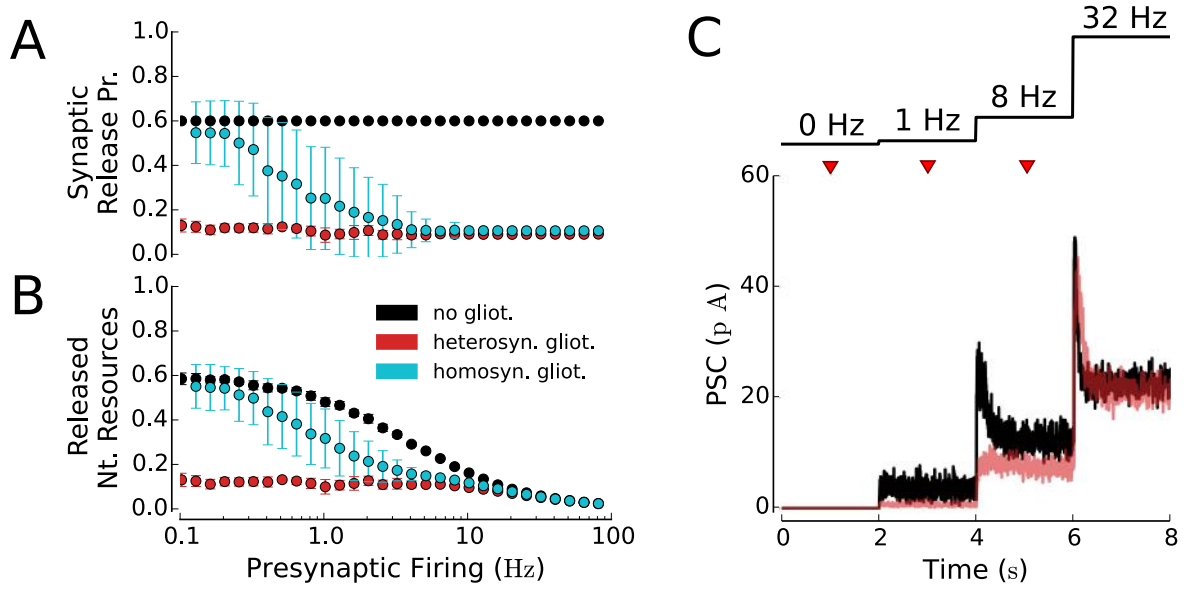 A
Synaptic
Release Pr.
1.0
0.8
0.6
0.4
0.2
0.0
B
Released
Nt. Resources
1.0
0.8
0.6
0.4
0.2
0.0
no gliot.
heterosyn. gliot.
homosyn. gliot.
0.1
1.0
10
100
Presynaptic Firing (Hz)
C
0 Hz
1 Hz
8 Hz
32 Hz
PSC (p A)
60
40
20
0
0
2
4
6
8
Time (s)